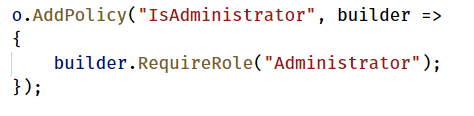 o.AddPolicy("IsAdministrator", builder =>
{
    builder.RequireRole("Administrator");
});